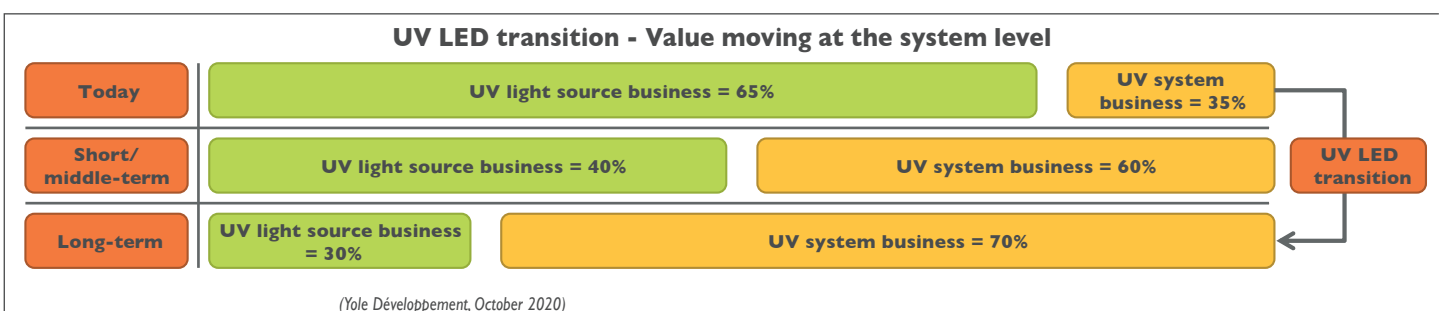 UV LED transition - Value moving at the system level
Today
UV light source business = 65%
UV system
business = 35%
Short/
middle-term
UV light source business = 40%
UV system business = 60%
UV LED
transition
Long-term
UV light source business
= 30%
UV system business = 70%
(Yole Développement, October 2020)